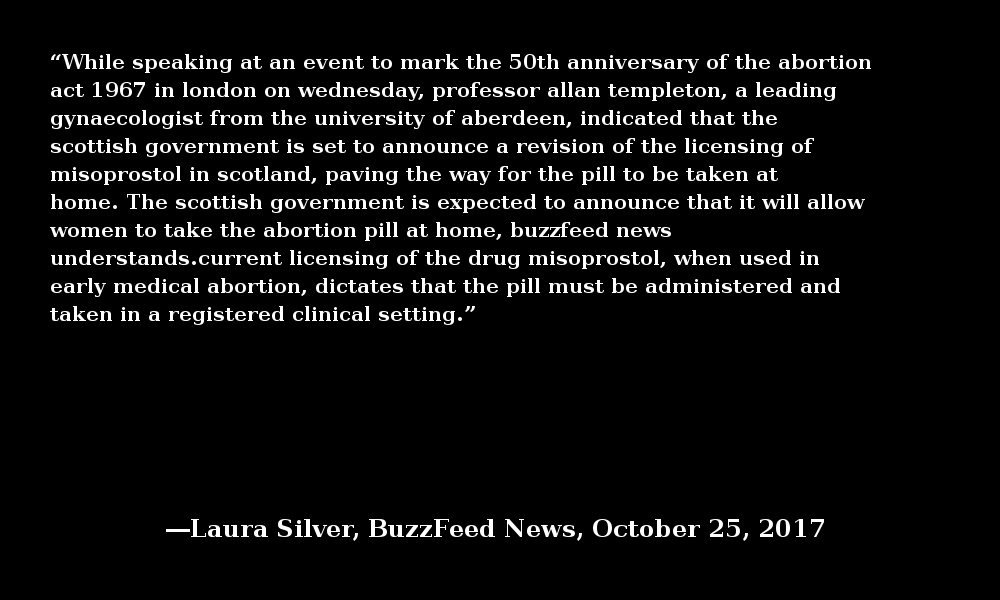 “While speaking at an event to mark the 50th anniversary of the abortion
act 1967 in london on wednesday, professor allan templeton, a leading
gynaecologist from the university of aberdeen, indicated that the
scottish government is set to announce a revision of the licensing of
misoprostol in scotland, paving the way for the pill to be taken at
home. The scottish government is expected to announce that it will allow
women to take the abortion pill at home, buzzfeed news
understands.current licensing of the drug misoprostol, when used in
early medical abortion, dictates that the pill must be administered and
taken in a registered clinical setting.”
—Laura Silver, BuzzFeed News, October 25, 2017